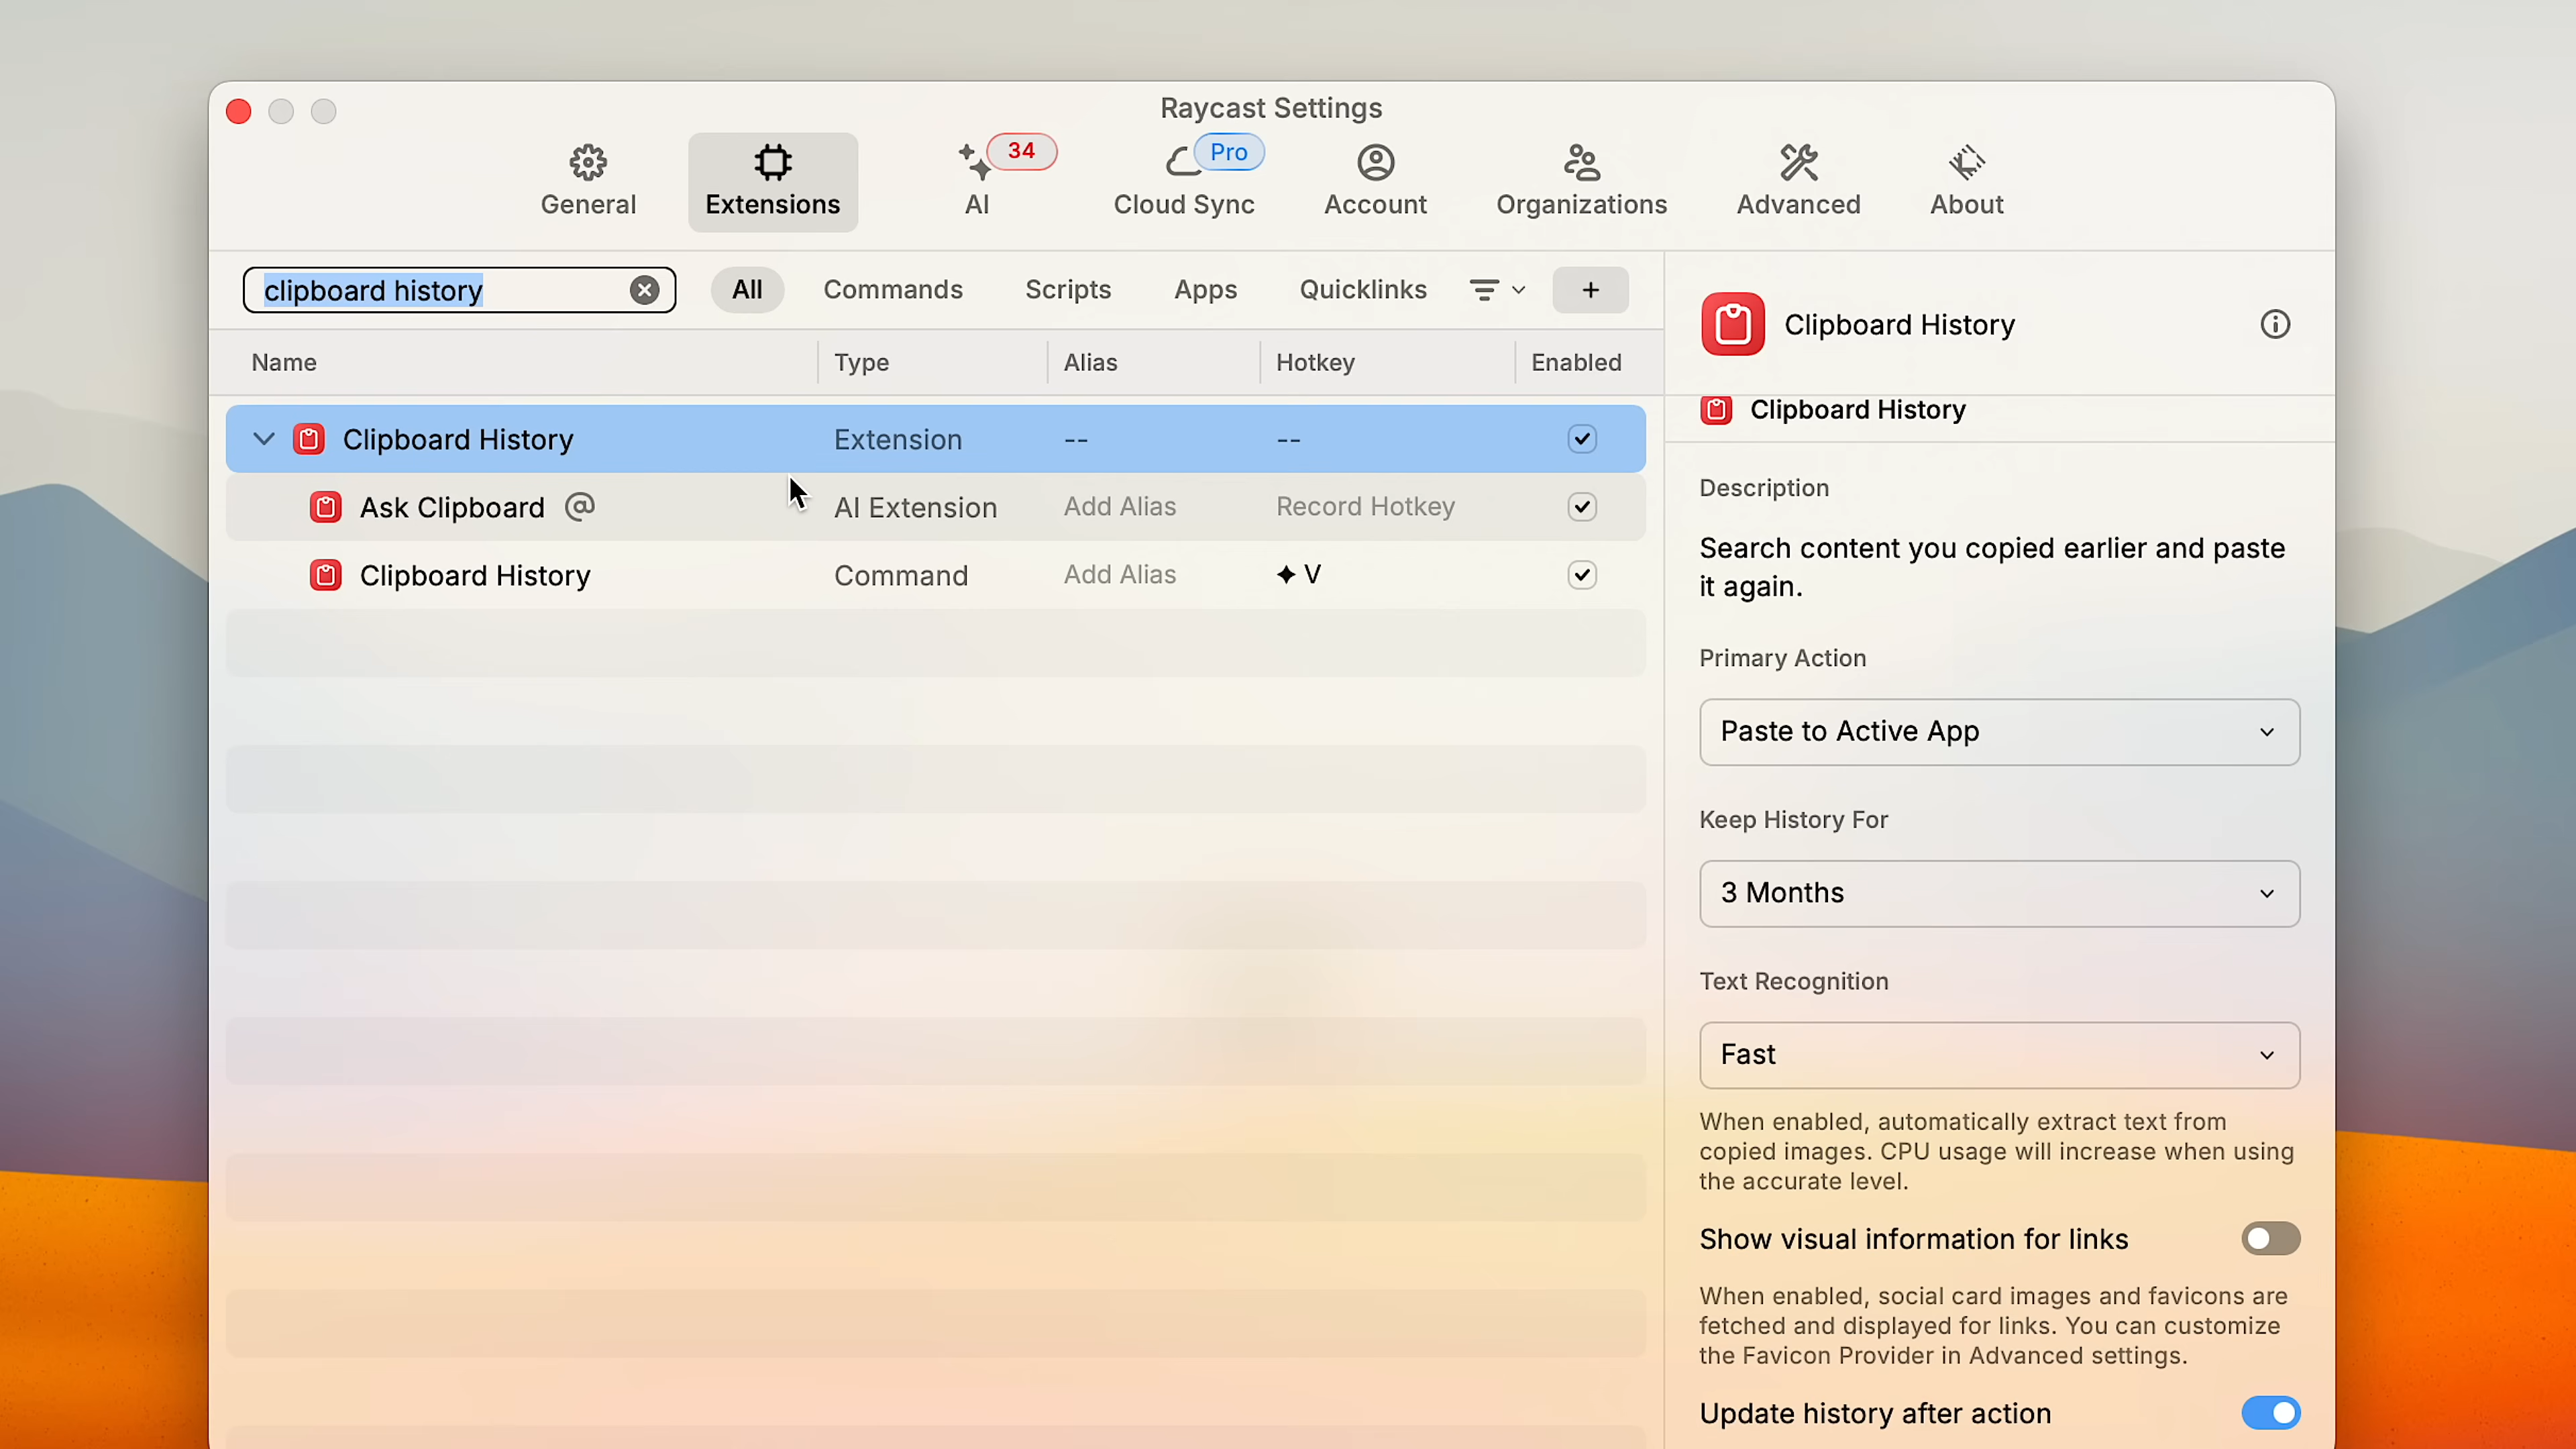 Raycast Settings
General
Extensions
34
AI
Pro
Cloud Sync
Account
Organizations
Advanced
About
clipboard history
All
Commands
Scripts
Apps
Quicklinks
+
Name Type Alias Hotkey Enabled
Clipboard History Extension -- --
Ask Clipboard @ AI Extension Add Alias Record Hotkey
Clipboard History Command Add Alias ✦ V
Clipboard History
Clipboard History
Description
Search content you copied earlier and paste
it again.
Primary Action
Paste to Active App
Keep History For
3 Months
Text Recognition
Fast
When enabled, automatically extract text from
copied images. CPU usage will increase when using
the accurate level.
Show visual information for links
When enabled, social card images and favicons are
fetched and displayed for links. You can customize
the Favicon Provider in Advanced settings.
Update history after action